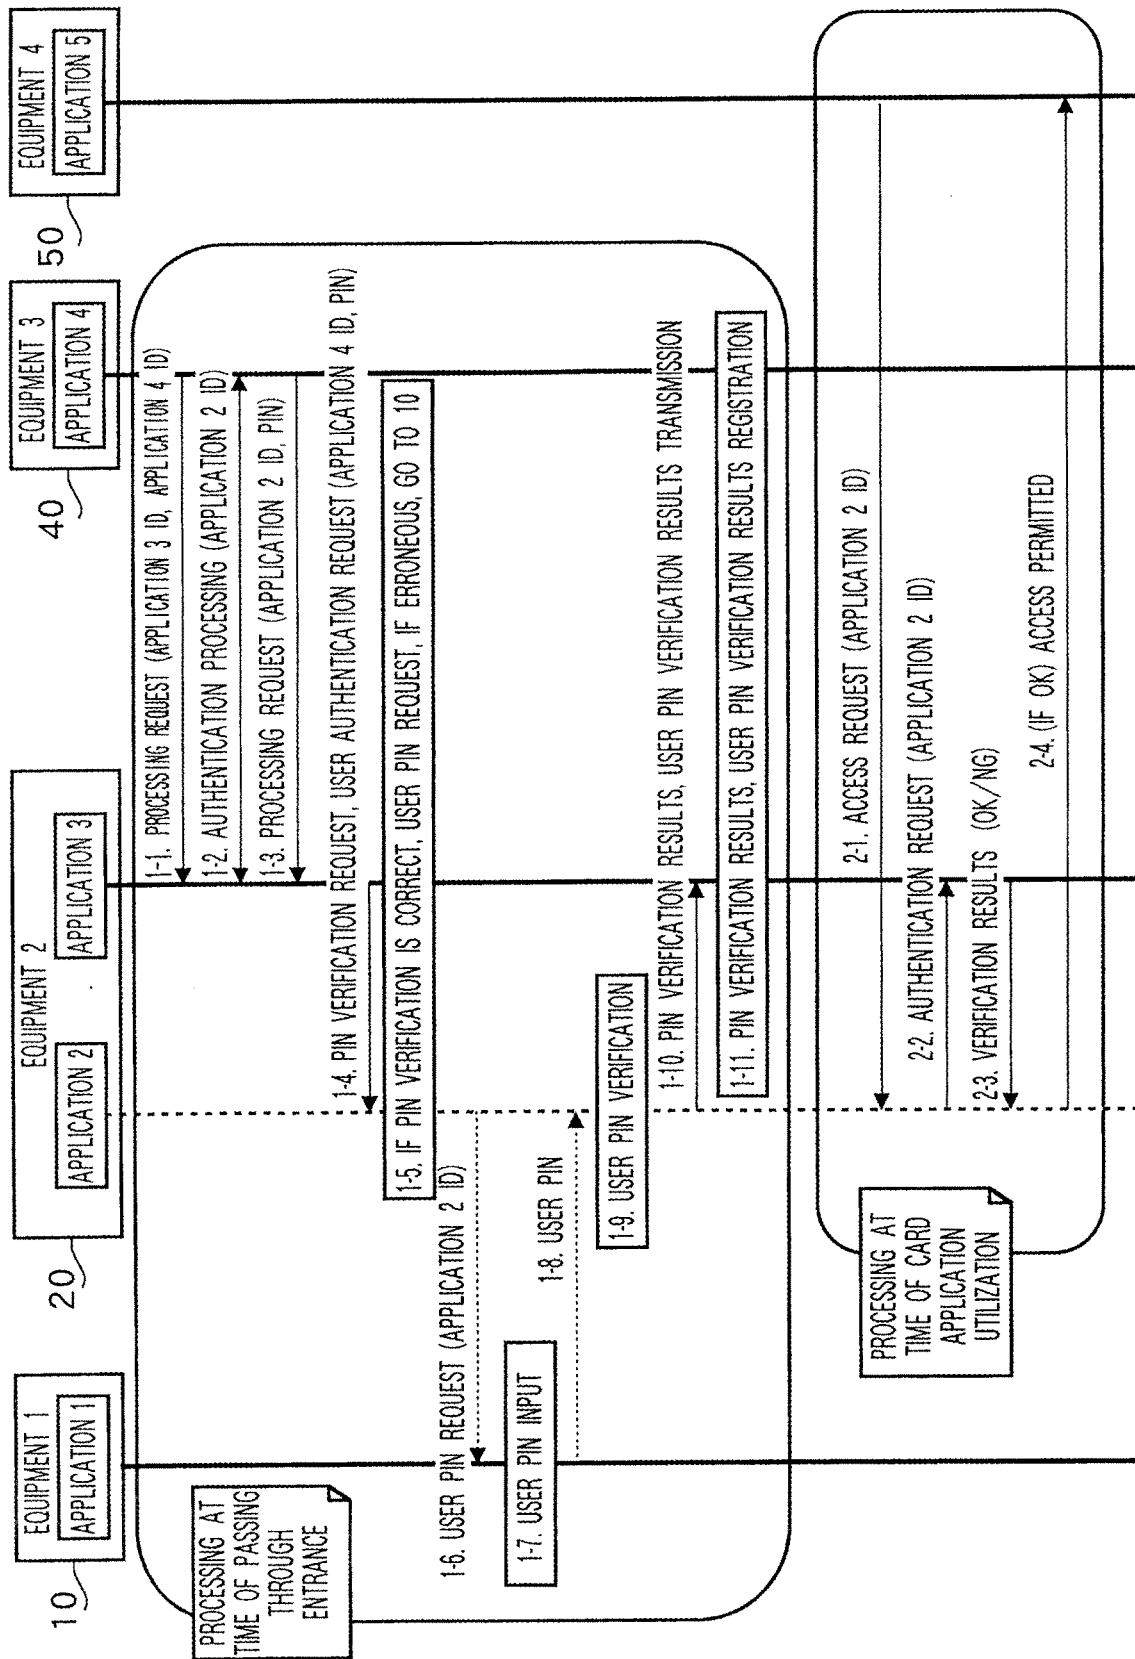 EQUIPMENT 1
APPLICATION 1
10
EQUIPMENT 2
APPLICATION 2
APPLICATION 3
20
EQUIPMENT 3
APPLICATION 4
40
EQUIPMENT 4
APPLICATION 5
50
PROCESSING AT
TIME OF PASSING
THROUGH
ENTRANCE
1-1. PROCESSING REQUEST (APPLICATION 3 ID, APPLICATION 4 ID)
1-2. AUTHENTICATION PROCESSING (APPLICATION 2 ID)
1-3. PROCESSING REQUEST (APPLICATION 2 ID, PIN)
1-4. PIN VERIFICATION REQUEST, USER AUTHENTICATION REQUEST (APPLICATION 4 ID, PIN)
1-5. IF PIN VERIFICATION IS CORRECT, USER PIN REQUEST, IF ERRONEOUS, GO TO 10
1-6. USER PIN REQUEST (APPLICATION 2 ID)
1-7. USER PIN INPUT
1-8. USER PIN
1-9. USER PIN VERIFICATION
1-10. PIN VERIFICATION RESULTS, USER PIN VERIFICATION RESULTS TRANSMISSION
1-11. PIN VERIFICATION RESULTS, USER PIN VERIFICATION RESULTS REGISTRATION
PROCESSING AT
TIME OF CARD
APPLICATION
UTILIZATION
2-1. ACCESS REQUEST (APPLICATION 2 ID)
2-2. AUTHENTICATION REQUEST (APPLICATION 2 ID)
2-3. VERIFICATION RESULTS (OK/NG)
2-4. (IF OK) ACCESS PERMITTED